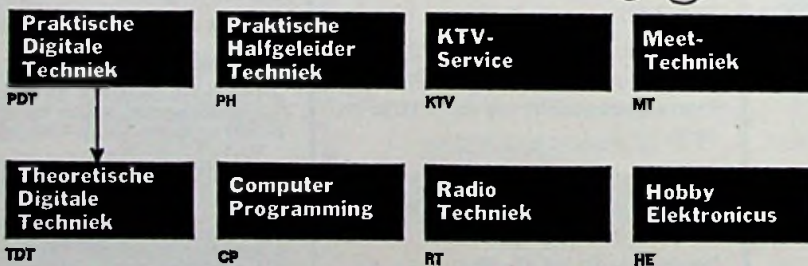 Praktische
Digitale
Techniek
PDT
Praktische
Halfgeleider
Techniek
PH
KTV-
Service
KTV
Meet-
Techniek
MT
Theoretische
Digitale
Techniek
TDT
Computer
Programming
CP
Radio
Techniek
RT
Hobby
Elektronicus
HE